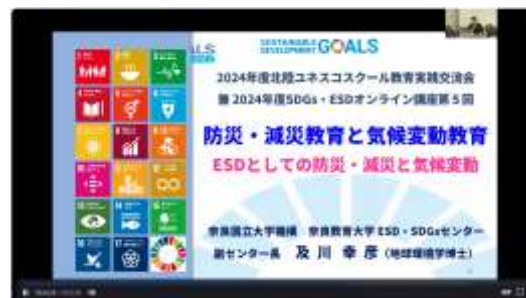 SUSTAINABLE DEVELOPMENT GOALS
2024年度北陸ユネスコスクール教育実践交流会
兼 2024年度SDGs・ESDオンライン講座第5回
防災・減災教育と気候変動教育
ESDとしての防災・減災と気候変動
奈良国立大学機構 奈良教育大学 ESD・SDGsセンター
副センター長 及川 幸彦(地球環境学博士)